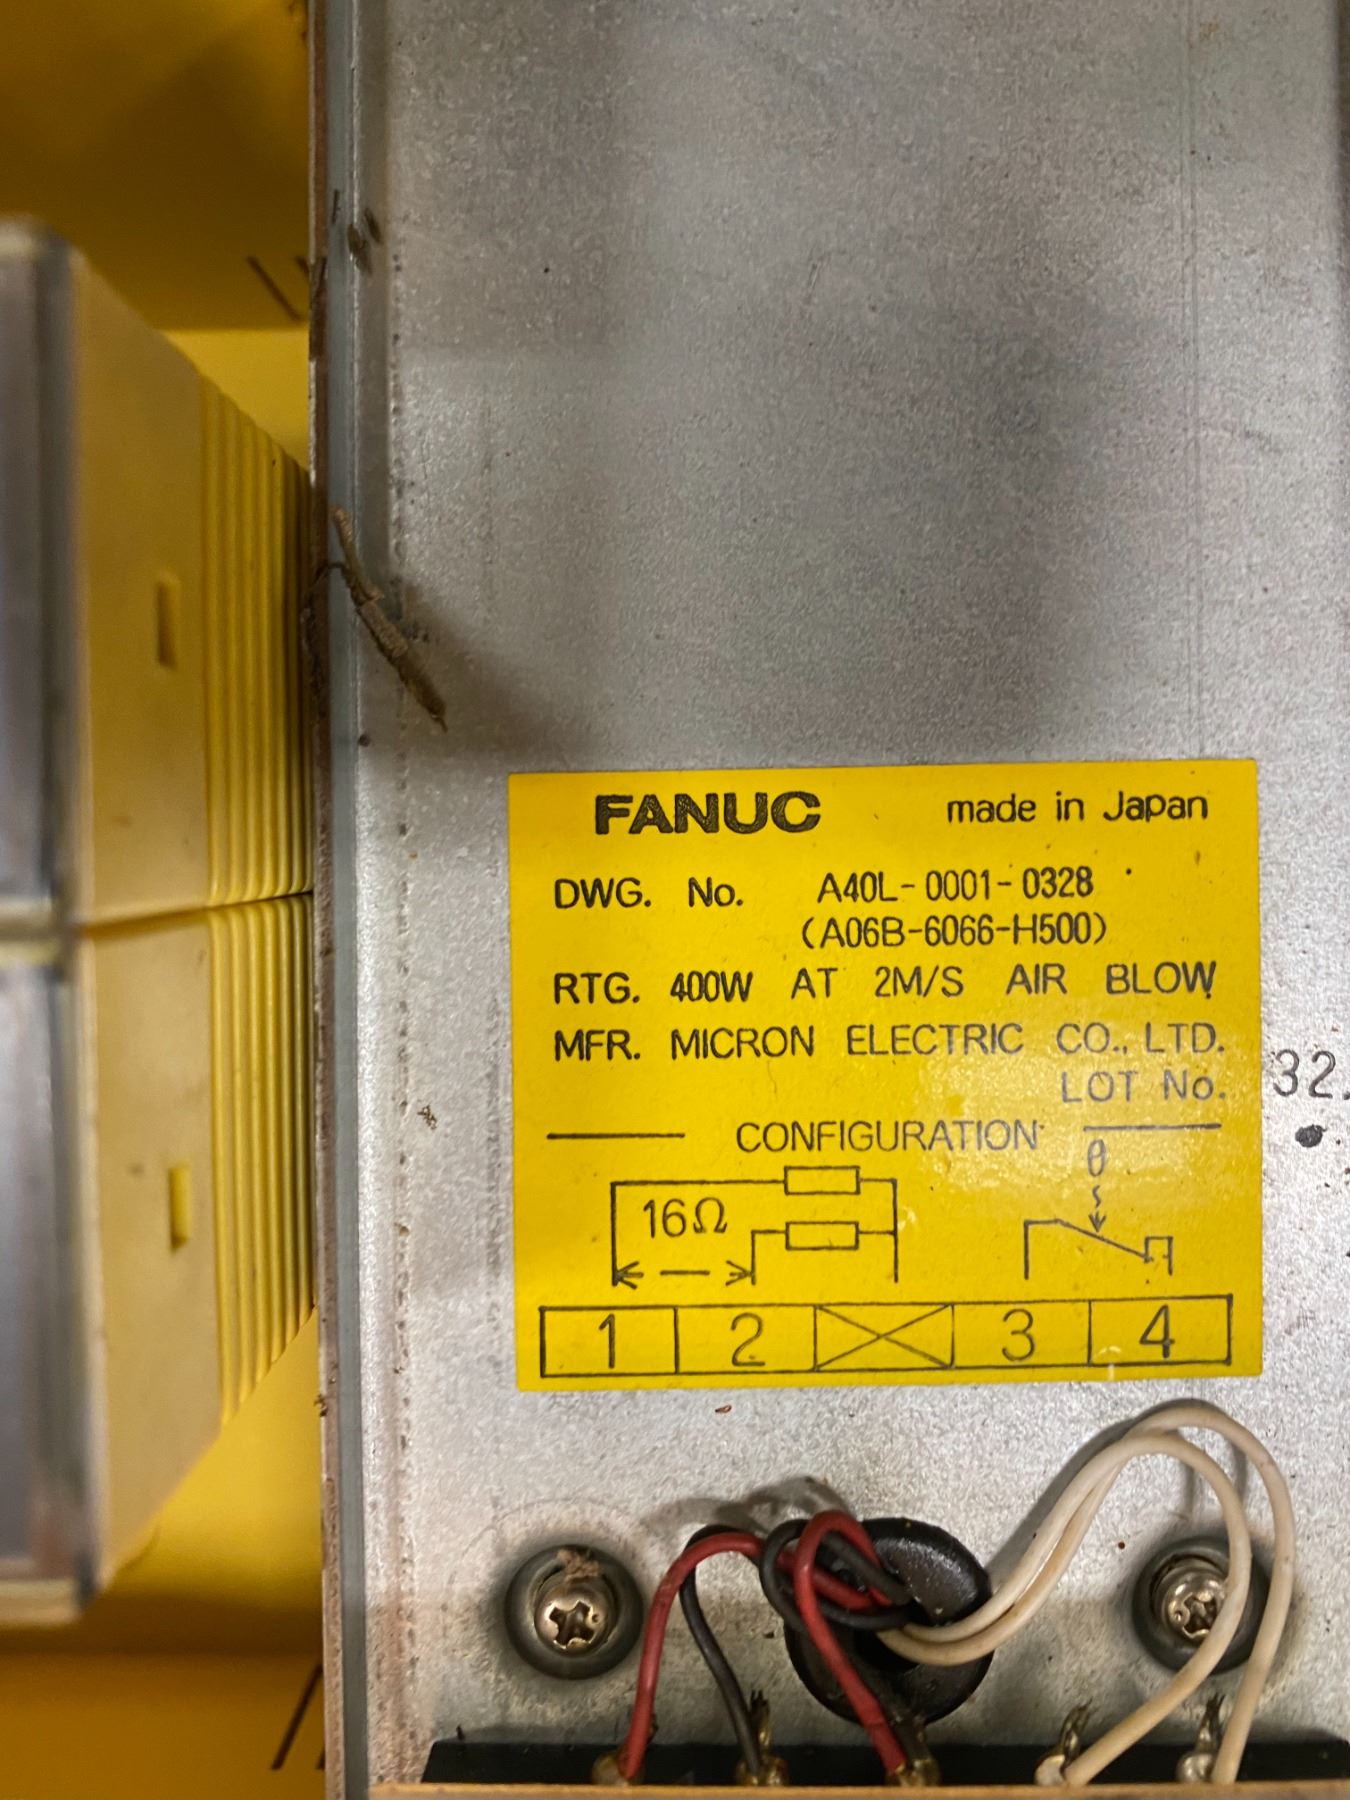 FANUC made in Japan
DWG. No. A40L-0001-0328
(A06B-6066-H500)
RTG. 400W AT 2M/S AIR BLOW
MFR. MICRON ELECTRIC CO., LTD.
LOT No. 32.
CONFIGURATION
θ
16Ω
1 2 3 4